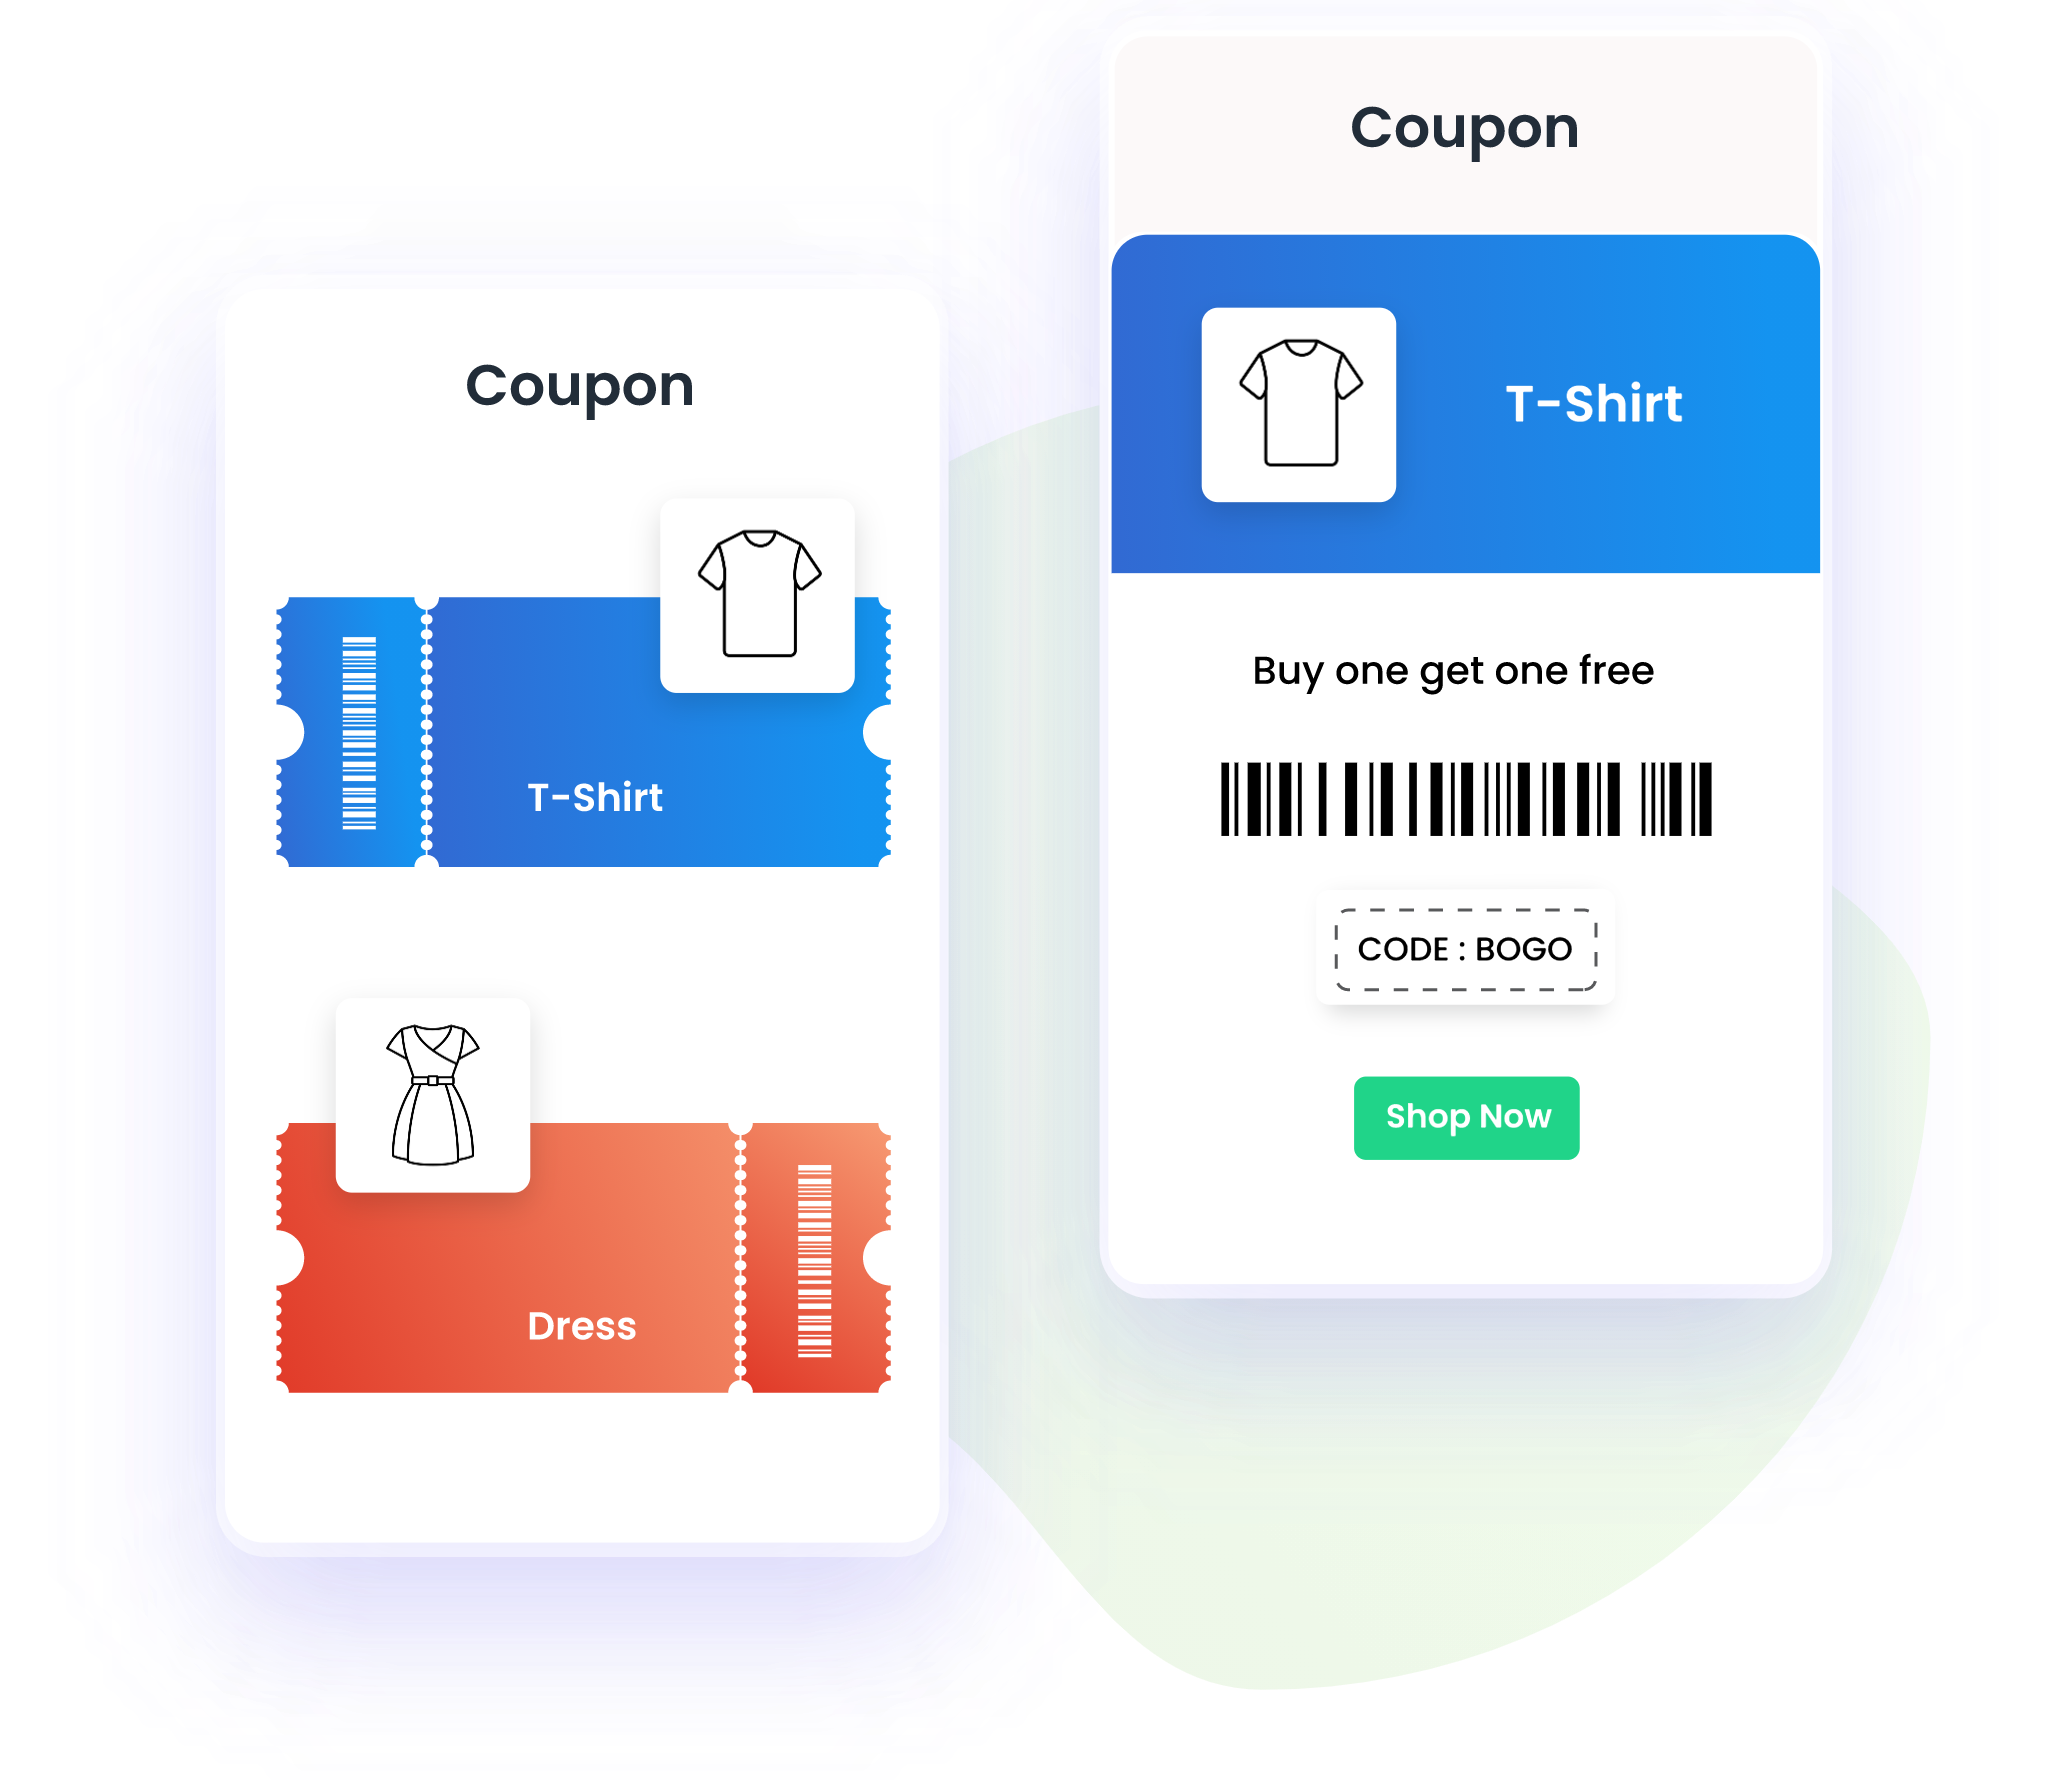 Coupon
T-Shirt
Dress
Coupon
T-Shirt
Buy one get one free
CODE : BOGO
Shop Now